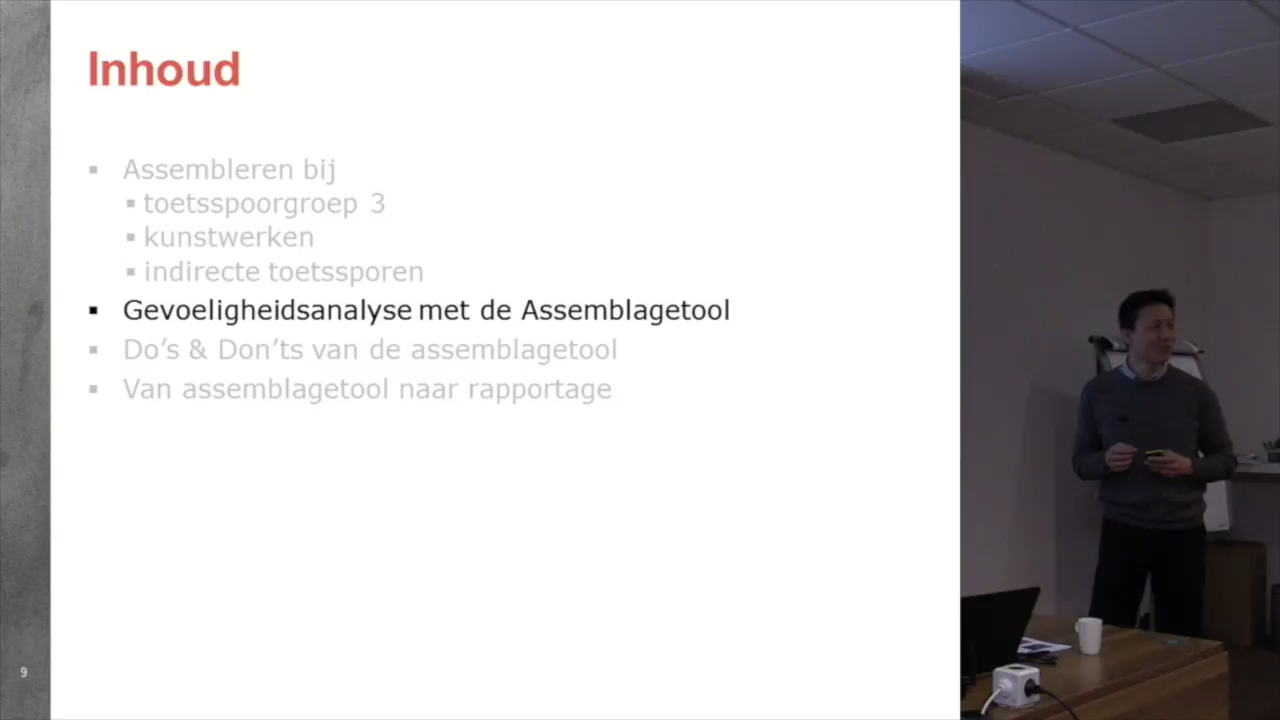 Inhoud
▪ Assembleren bij
▪ toetsspoorgroep 3
▪ kunstwerken
▪ indirecte toetssporen
▪ Gevoeligheidsanalyse met de Assemblagetool
▪ Do's & Don'ts van de assemblagetool
▪ Van assemblagetool naar rapportage
9